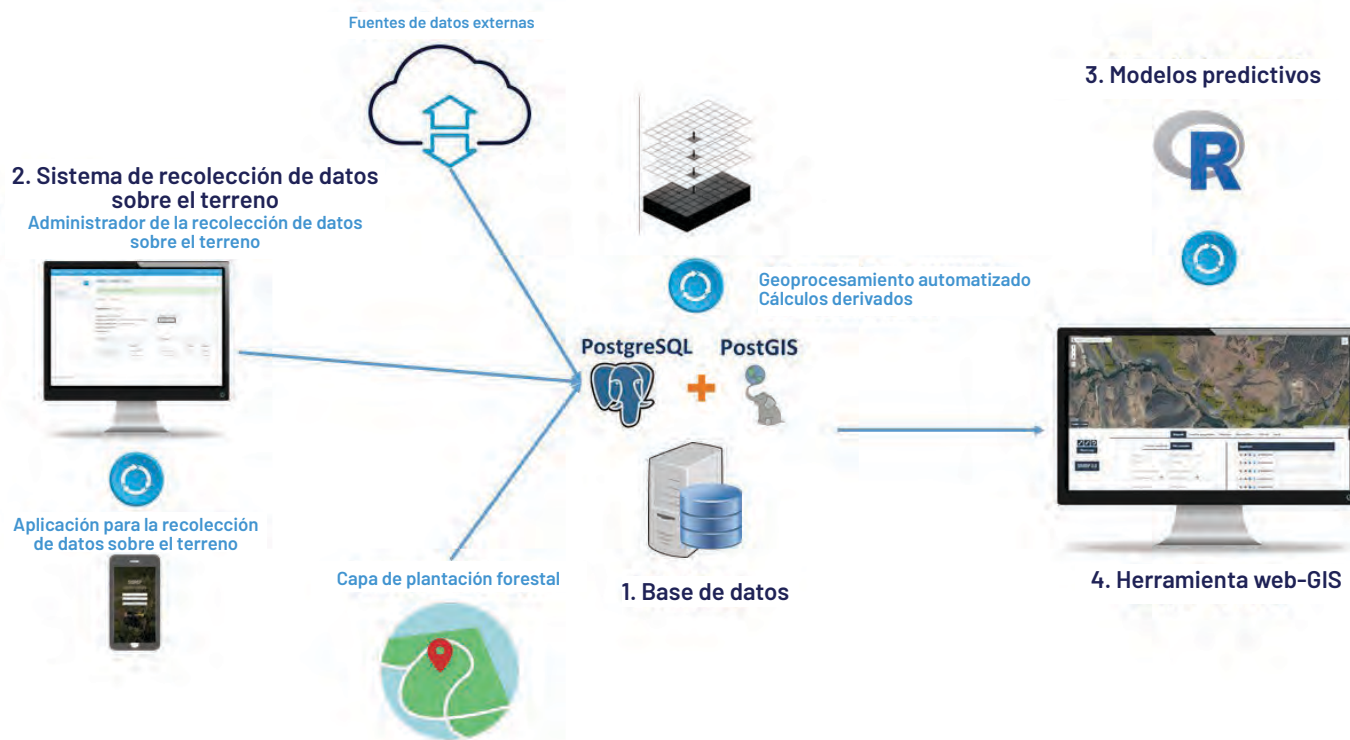 Fuentes de datos externas
3. Modelos predictivos
R
2. Sistema de recolección de datos
sobre el terreno
Administrador de la recolección de datos
sobre el terreno
Geoprocesamiento automatizado
Cálculos derivados
PostgreSQL
PostGIS
Aplicación para la recolección
de datos sobre el terreno
Capa de plantación forestal
1. Base de datos
4. Herramienta web-GIS